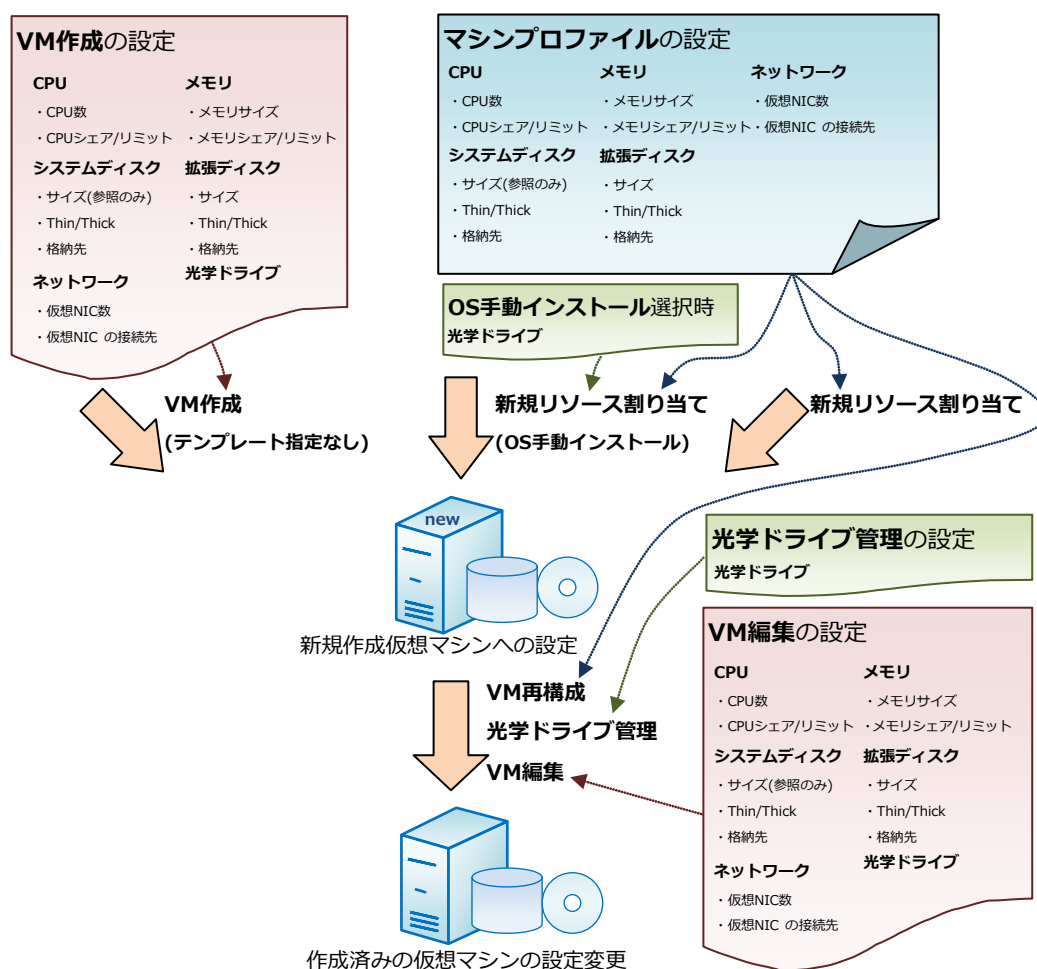 VM作成の設定
CPU
・CPU数
・CPUシェア/リミット
メモリ
・メモリサイズ
・メモリシェア/リミット
システムディスク
・サイズ(参照のみ)
・Thin/Thick
・格納先
拡張ディスク
・サイズ
・Thin/Thick
・格納先
光学ドライブ
ネットワーク
・仮想NIC数
・仮想NIC の接続先
マシンプロファイルの設定
CPU
・CPU数
・CPUシェア/リミット
メモリ
・メモリサイズ
・メモリシェア/リミット
ネットワーク
・仮想NIC数
・仮想NIC の接続先
システムディスク
・サイズ(参照のみ)
・Thin/Thick
・格納先
拡張ディスク
・サイズ
・Thin/Thick
・格納先
OS手動インストール選択時
光学ドライブ
VM作成
(テンプレート指定なし)
新規リソース割り当て
(OS手動インストール)
新規リソース割り当て
new
新規作成仮想マシンへの設定
光学ドライブ管理の設定
光学ドライブ
VM再構成
光学ドライブ管理
VM編集
VM編集の設定
CPU
・CPU数
・CPUシェア/リミット
メモリ
・メモリサイズ
・メモリシェア/リミット
システムディスク
・サイズ(参照のみ)
・Thin/Thick
・格納先
拡張ディスク
・サイズ
・Thin/Thick
・格納先
光学ドライブ
ネットワーク
・仮想NIC数
・仮想NIC の接続先
作成済みの仮想マシンの設定変更